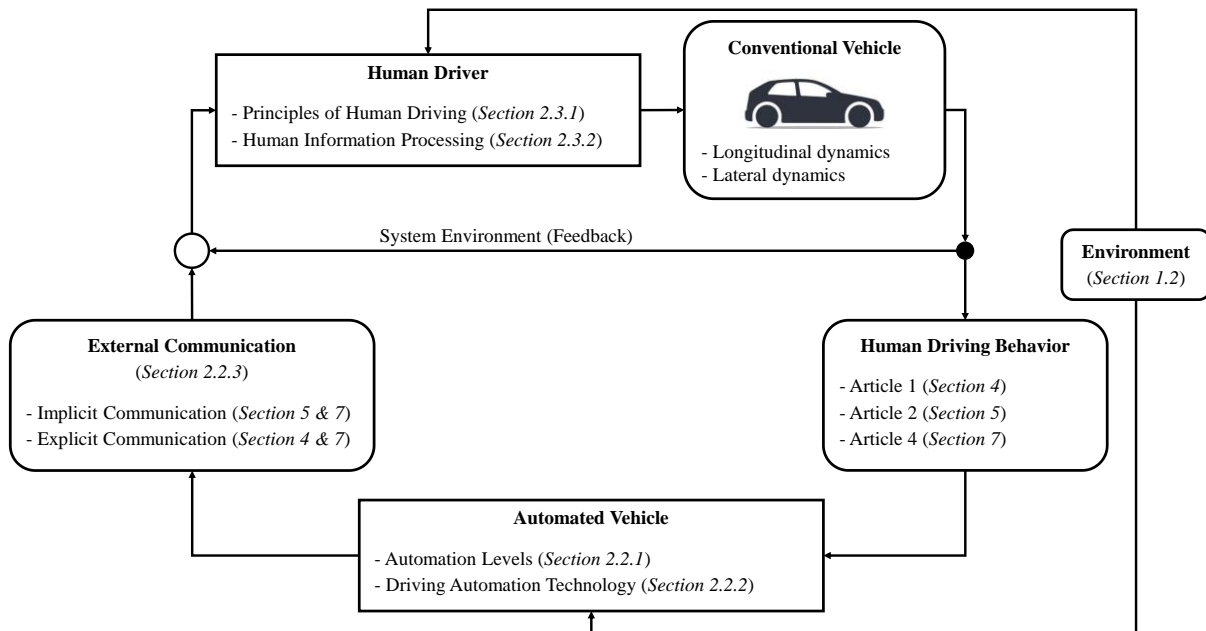 Human Driver
- Principles of Human Driving (Section 2.3.1)
- Human Information Processing (Section 2.3.2)
Conventional Vehicle
- Longitudinal dynamics
- Lateral dynamics
System Environment (Feedback)
Environment
(Section 1.2)
External Communication
(Section 2.2.3)
- Implicit Communication (Section 5 & 7)
- Explicit Communication (Section 4 & 7)
Human Driving Behavior
- Article 1 (Section 4)
- Article 2 (Section 5)
- Article 4 (Section 7)
Automated Vehicle
- Automation Levels (Section 2.2.1)
- Driving Automation Technology (Section 2.2.2)